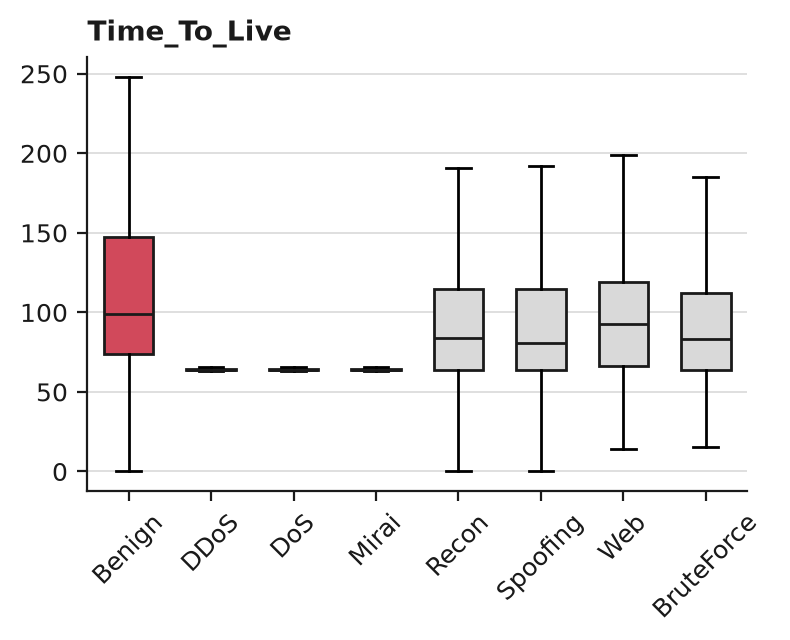 Time_To_Live
250
200
150
100
50
0
Benign
DDoS
DoS
Mirai
Recon
Spoofing
Web
BruteForce